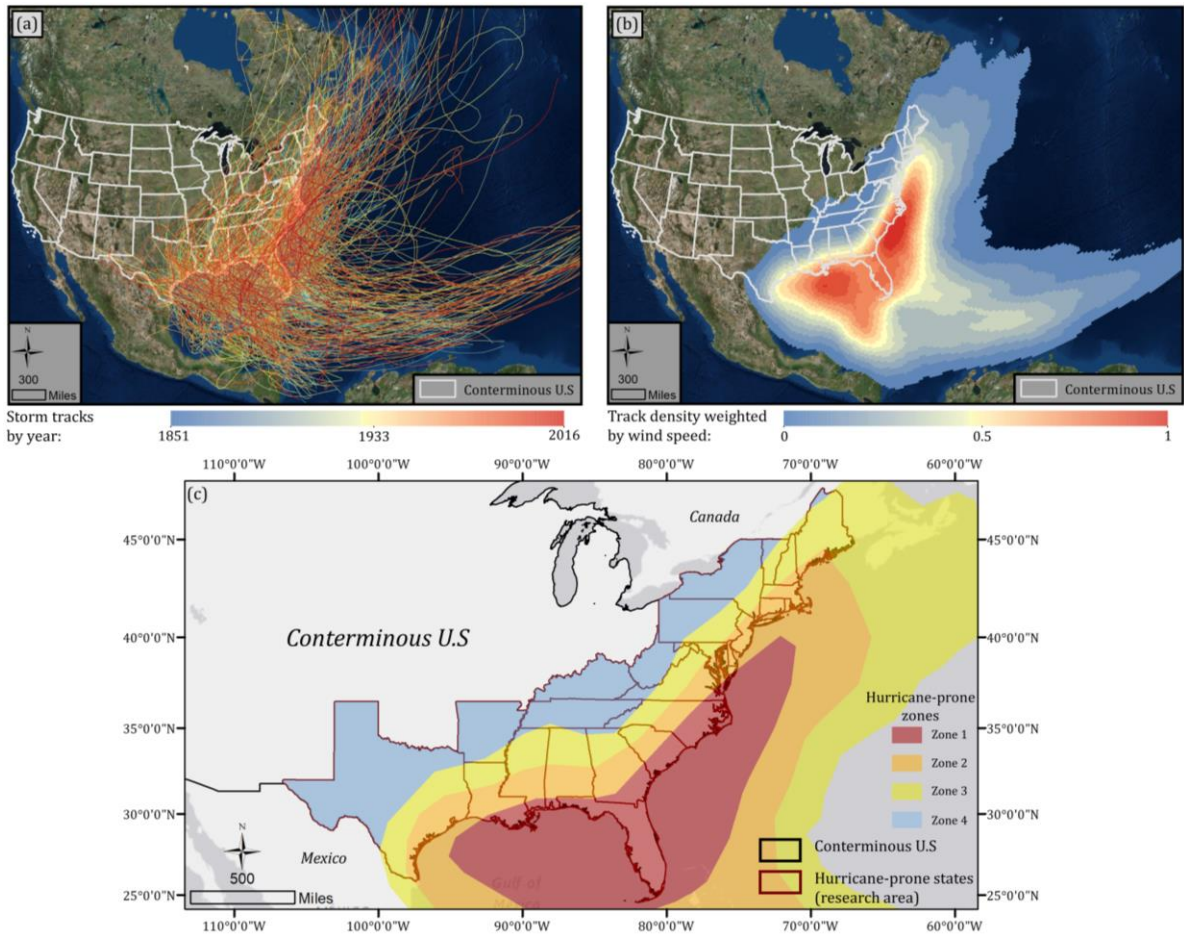 (a)
N
300
Miles
Conterminous U.S
(b)
N
300
Miles
Conterminous U.S
Storm tracks
by year:
1851
1933
2016
Track density weighted
by wind speed:
0
0.5
1
110°0'0"W
100°0'0"W
90°0'0"W
80°0'0"W
70°0'0"W
60°0'0"W
(c)
Canada
45°0'0"N
45°0'0"N
Conterminous U.S
40°0'0"N
40°0'0"N
Hurricane-prone
zones
Zone 1
Zone 2
Zone 3
Zone 4
35°0'0"N
35°0'0"N
30°0'0"N
30°0'0"N
N
Mexico
500
Miles
Gulf of
Conterminous U.S
Hurricane-prone states
(research area)
25°0'0"N
25°0'0"N
110°0'0"W
100°0'0"W
90°0'0"W
80°0'0"W
70°0'0"W
60°0'0"W